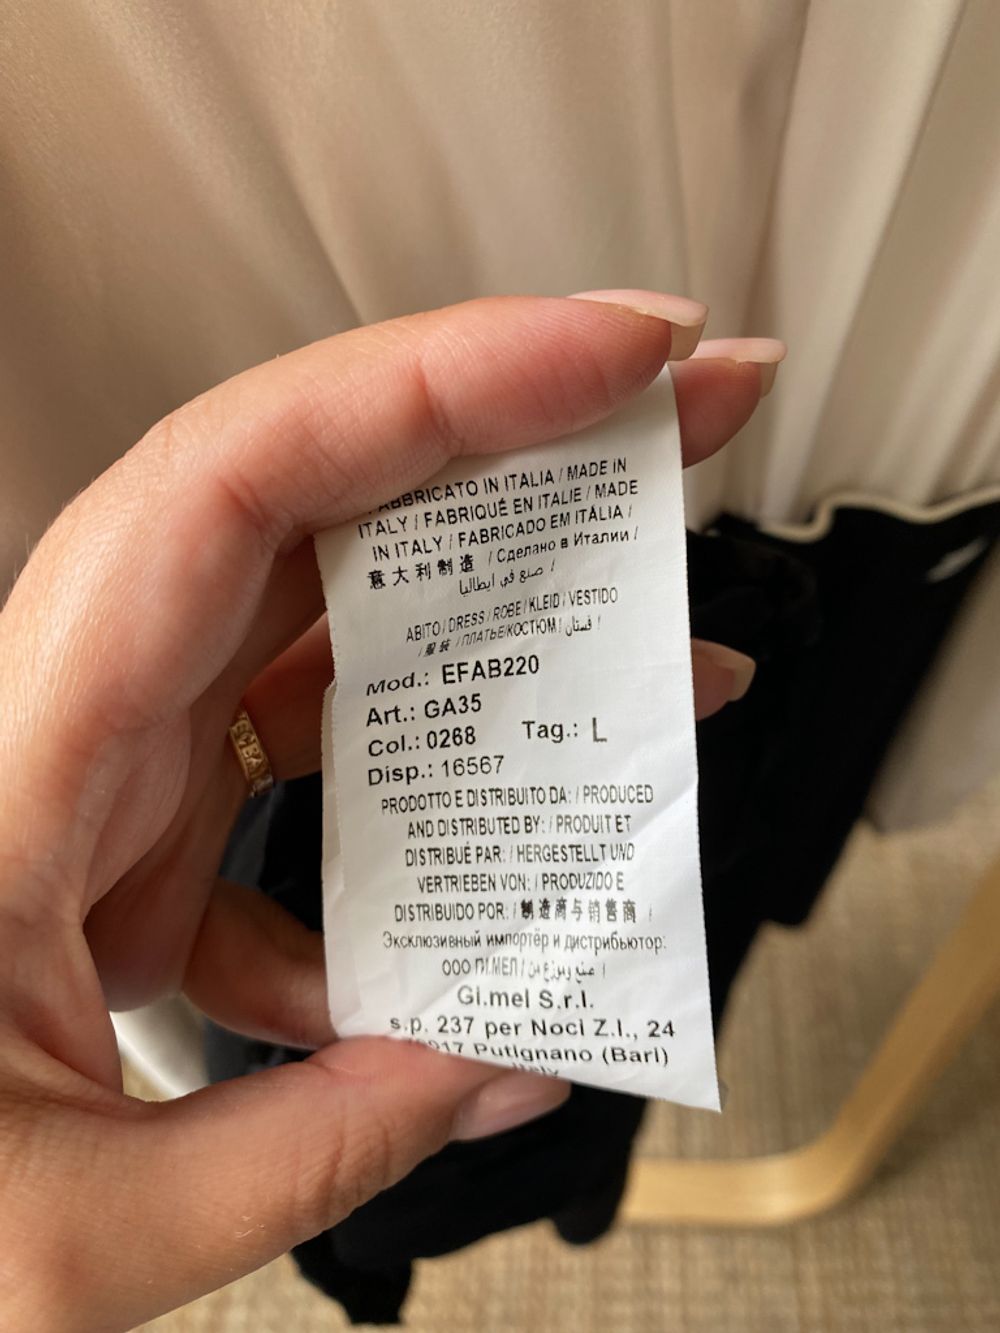 FABBRICATO IN ITALIA / MADE IN
ITALY / FABRIQUÉ EN ITALIE / MADE
IN ITALY / FABRICADO EM ITÁLIA /
意大利制造 / Сделано в Италии /
صنع في ايطاليا /
ABITO / DRESS / ROBE / KLEID / VESTIDO
/ 服装 / ПЛАТЬЕ/КОСТЮМ / فستان /
Mod.: EFAB220
Art.: GA35
Col.: 0268 Tag.: L
Disp.: 16567
PRODOTTO E DISTRIBUITO DA: / PRODUCED
AND DISTRIBUTED BY: / PRODUIT ET
DISTRIBUÉ PAR: / HERGESTELLT UND
VERTRIEBEN VON: / PRODUZIDO E
DISTRIBUIDO POR: / 制造商与销售商 /
Эксклюзивный импортёр и дистрибьютор:
ООО ГИ.МЕЛ /
Gi.mel S.r.l.
s.p. 237 per Noci Z.I., 24
Putignano (Bari)
Italy